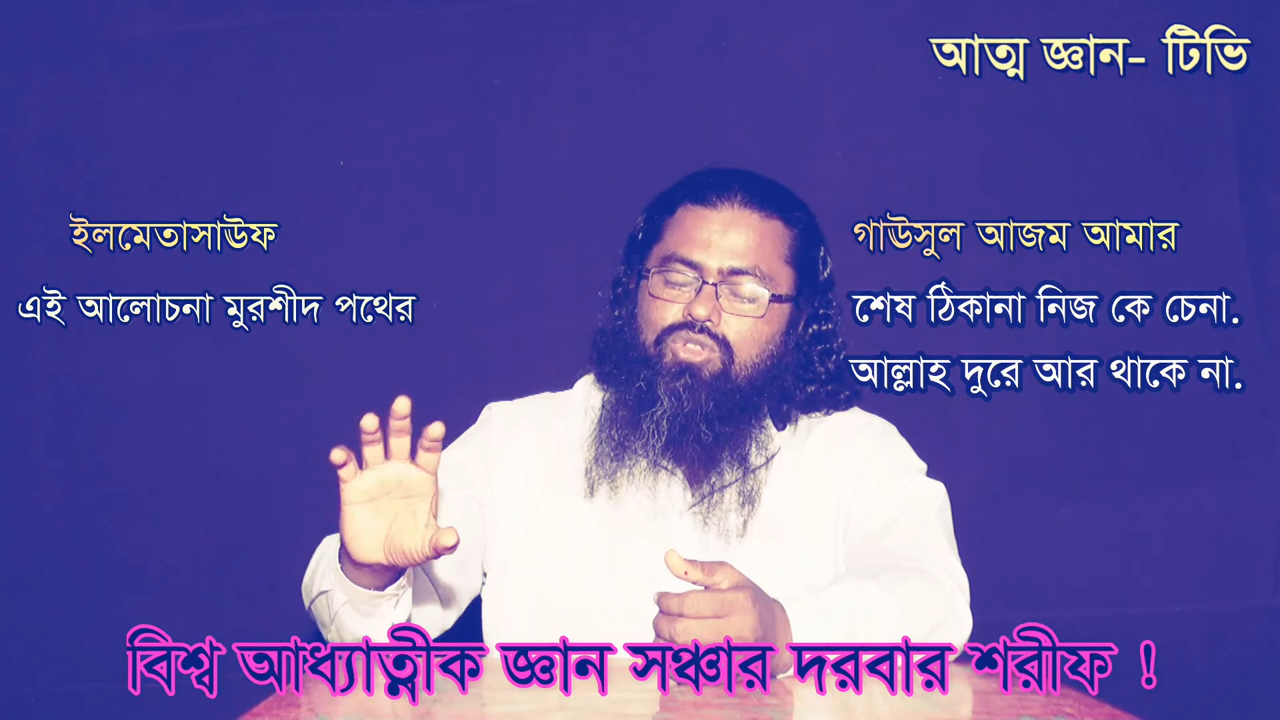 আত্ম জ্ঞান- টিভি
ইলমেতাসাউফ
এই আলোচনা মুরশীদ পথের
গাউসুল আজম আমার
শেষ ঠিকানা নিজ কে চেনা.
আল্লাহ দুরে আর থাকে না.
বিশ্ব আধ্যাত্নীক জ্ঞান সঞ্চার দরবার শরীফ !